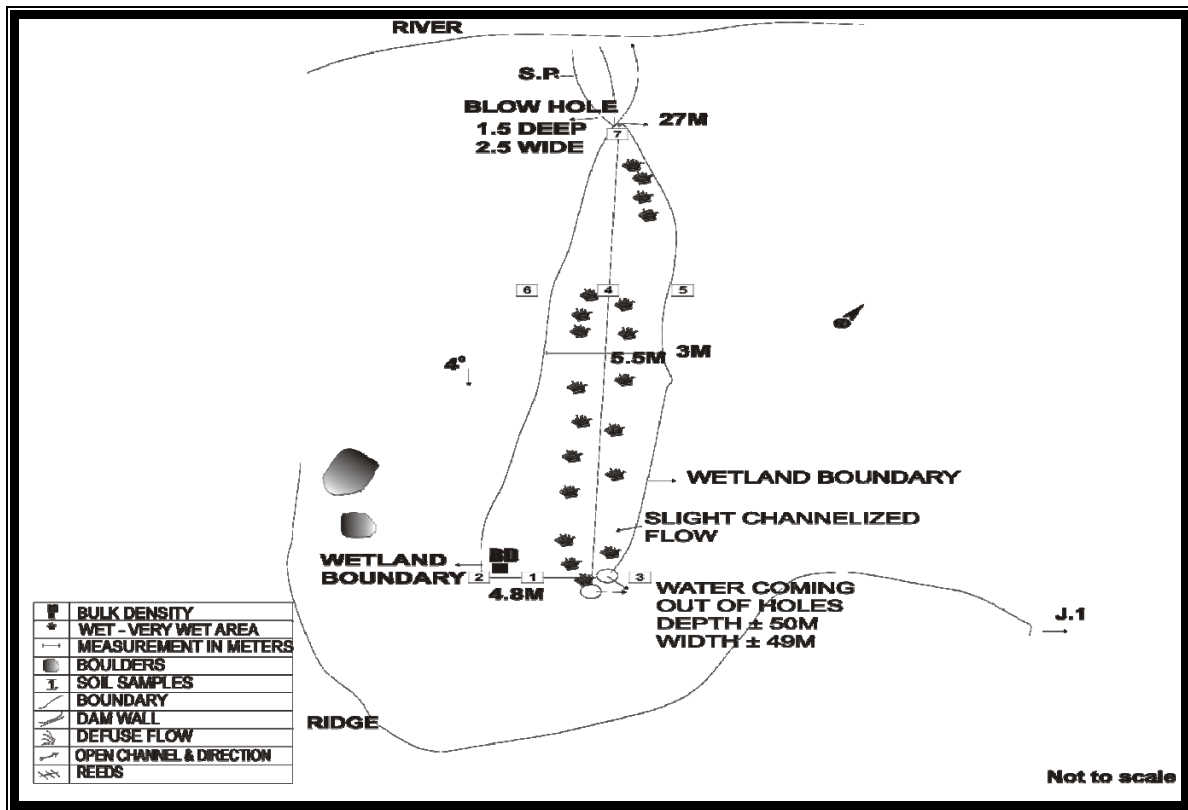 RIVER
S.P.
BLOW HOLE
1.5 DEEP
2.5 WIDE
27M
7
6
4
5
5.5M
3M
4°
WETLAND BOUNDARY
SLIGHT CHANNELIZED
FLOW
BD
WETLAND
BOUNDARY
2
1
3
4.8M
WATER COMING
OUT OF HOLES
DEPTH ± 50M
WIDTH ± 49M
J.1
BULK DENSITY
WET - VERY WET AREA
MEASUREMENT IN METERS
BOULDERS
SOIL SAMPLES
BOUNDARY
DAM WALL
DEFUSE FLOW
OPEN CHANNEL & DIRECTION
REEDS
RIDGE
Not to scale